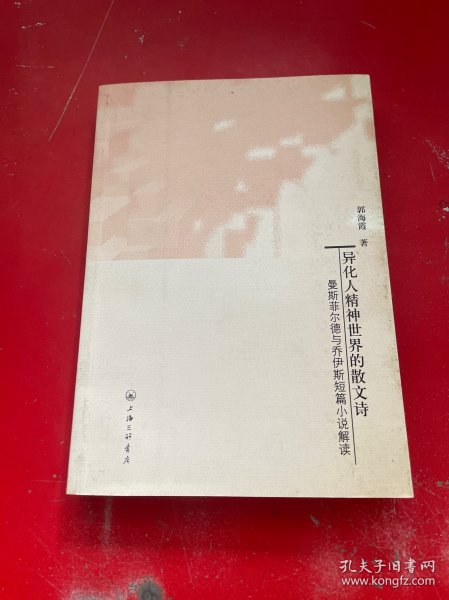 郭海霞 著
异化人精神世界的散文诗
曼斯菲尔德与乔伊斯短篇小说解读
上海三联书店
孔夫子旧书网
www.kongfz.com